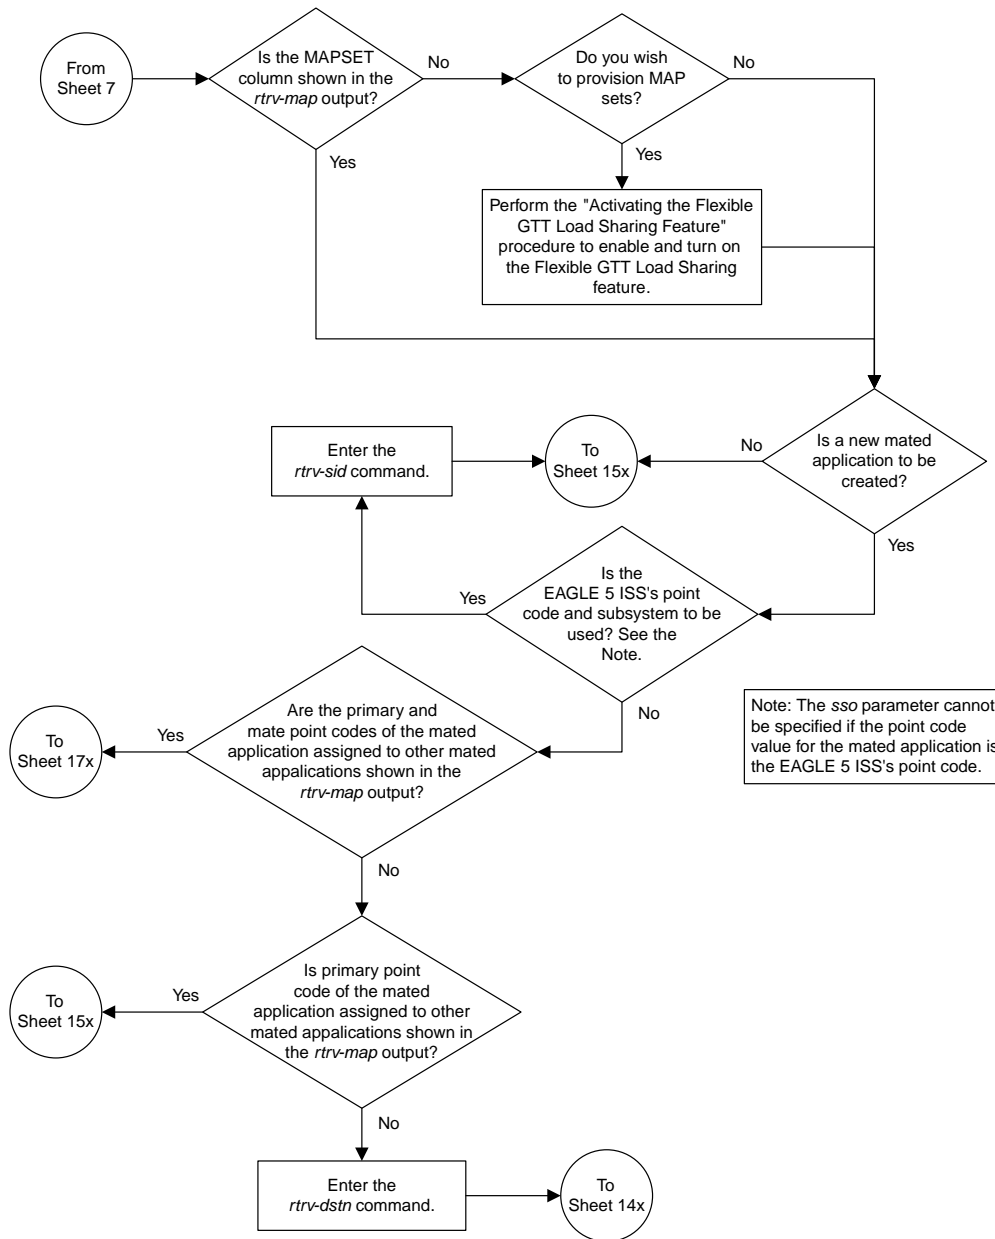 From
Sheet 7
Is the MAPSET
column shown in the
rtrv-map output?
No
Yes
Do you wish
to provision MAP
sets?
No
Yes
Perform the "Activating the Flexible
GTT Load Sharing Feature"
procedure to enable and turn on
the Flexible GTT Load Sharing
feature.
Is a new mated
application to be
created?
No
Yes
To
Sheet 15x
Enter the
rtrv-sid command.
Is the
EAGLE 5 ISS's point
code and subsystem to be
used? See the
Note.
Yes
No
Note: The sso parameter cannot
be specified if the point code
value for the mated application is
the EAGLE 5 ISS's point code.
Are the primary and
mate point codes of the mated
application assigned to other mated
appalications shown in the
rtrv-map output?
Yes
To
Sheet 17x
No
Is primary point
code of the mated
application assigned to other
mated appalications shown in
the rtrv-map output?
Yes
To
Sheet 15x
No
Enter the
rtrv-dstn command.
To
Sheet 14x